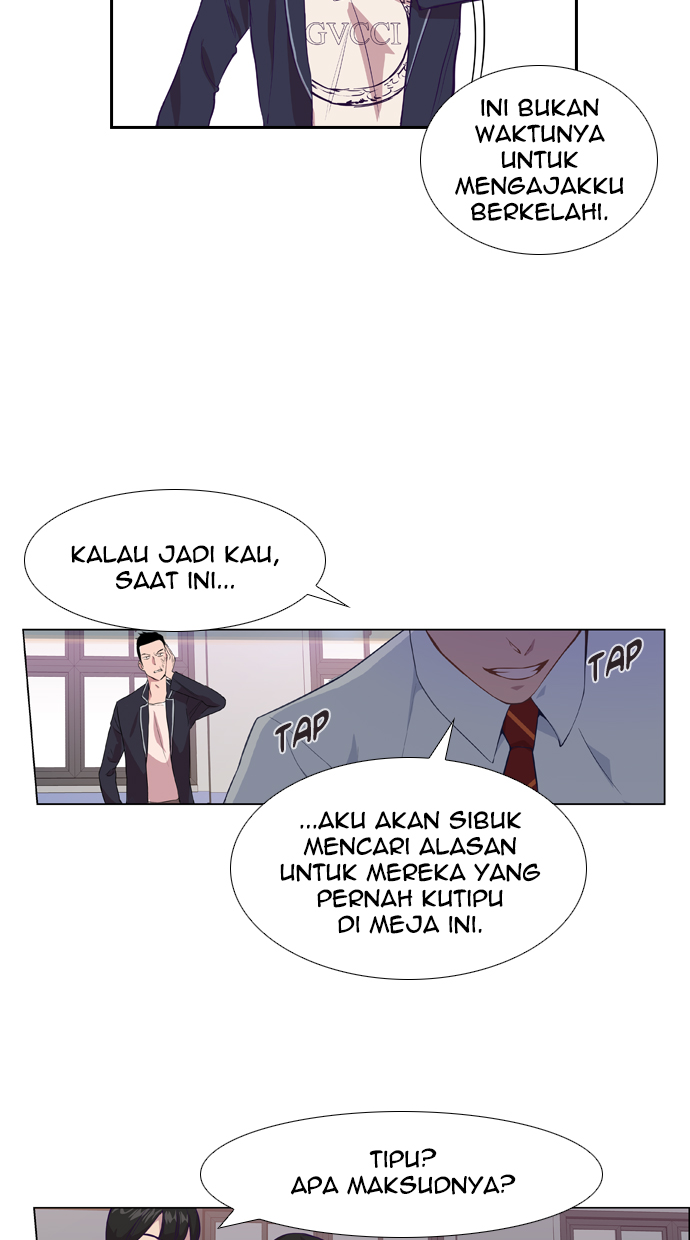 GVCCI
INI BUKAN
WAKTUNYA
UNTUK
MENGAJAKKU
BERKELAHI.
KALAU JADI KAU,
SAAT INI...
TAP
TAP
...AKU AKAN SIBUK
MENCARI ALASAN
UNTUK MEREKA YANG
PERNAH KUTIPU
DI MEJA INI.
TIPU?
APA MAKSUDNYA?